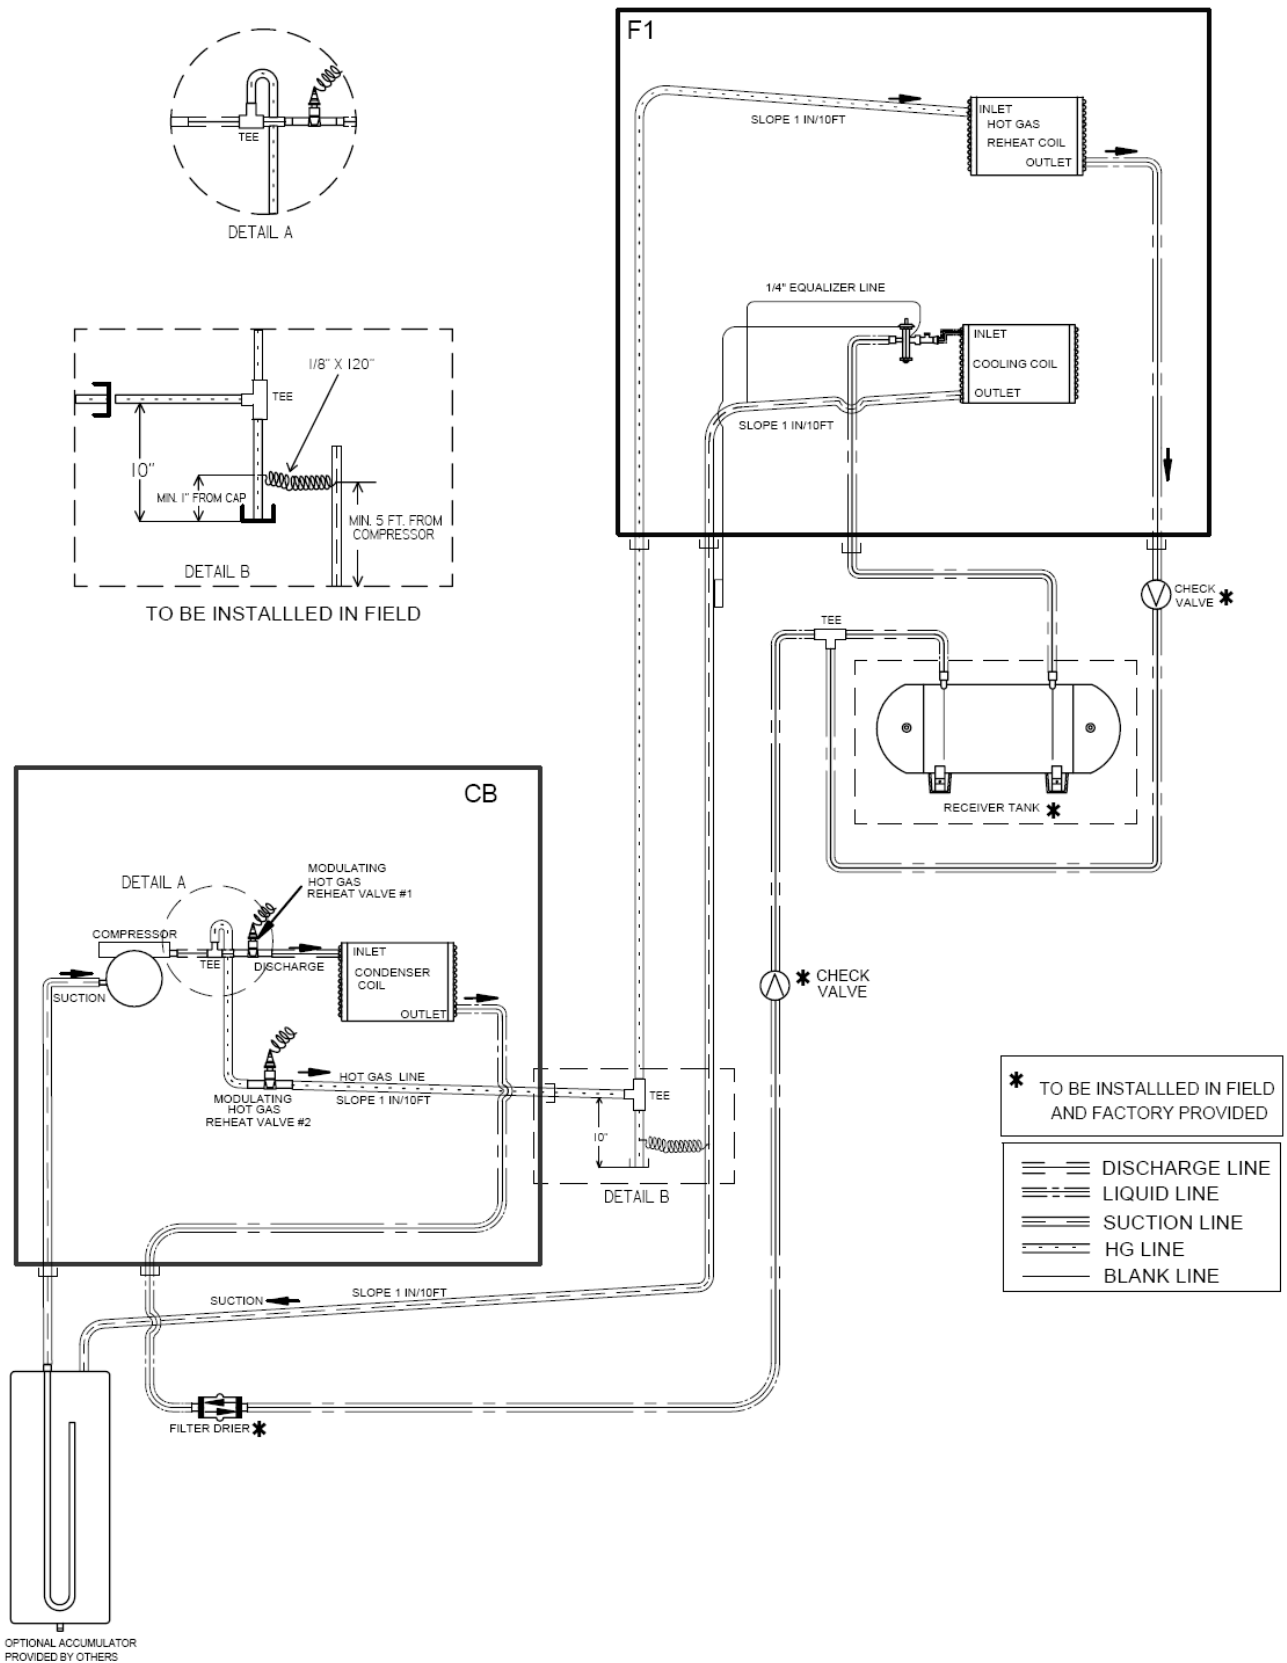 F1
INLET
HOT GAS
REHEAT COIL
OUTLET
SLOPE 1 IN/10FT
TEE
DETAIL A
1/4" EQUALIZER LINE
INLET
COOLING COIL
OUTLET
SLOPE 1 IN/10FT
1/8" X 120"
TEE
10"
MIN. 1" FROM CAP
MIN. 5 FT. FROM
COMPRESSOR
DETAIL B
TO BE INSTALLLED IN FIELD
CHECK
VALVE *
TEE
RECEIVER TANK *
CB
MODULATING
HOT GAS
REHEAT VALVE #1
DETAIL A
COMPRESSOR
TEE
DISCHARGE
SUCTION
INLET
CONDENSER
COIL
OUTLET
* CHECK
VALVE
HOT GAS LINE
SLOPE 1 IN/10FT
MODULATING
HOT GAS
REHEAT VALVE #2
TEE
10"
DETAIL B
* TO BE INSTALLLED IN FIELD
AND FACTORY PROVIDED
DISCHARGE LINE
LIQUID LINE
SUCTION LINE
HG LINE
BLANK LINE
SUCTION
SLOPE 1 IN/10FT
FILTER DRIER *
OPTIONAL ACCUMULATOR
PROVIDED BY OTHERS